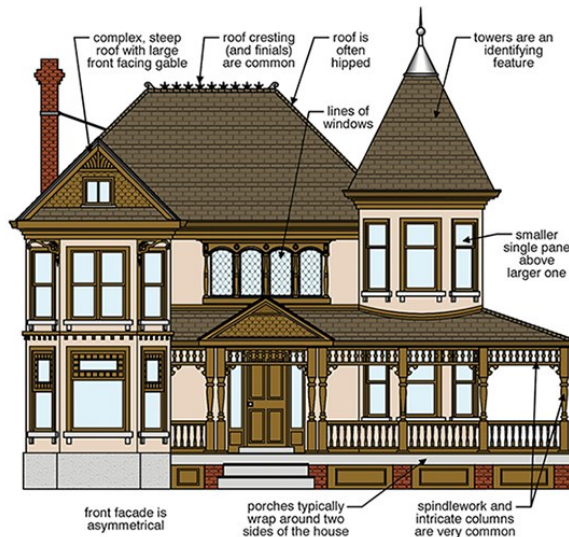 complex, steep
roof with large
front facing gable
roof cresting
(and finials)
are common
roof is
often
hipped
towers are an
identifying
feature
lines of
windows
smaller
single pane
above
larger one
front facade is
asymmetrical
porches typically
wrap around two
sides of the house
spindlework and
intricate columns
are very common